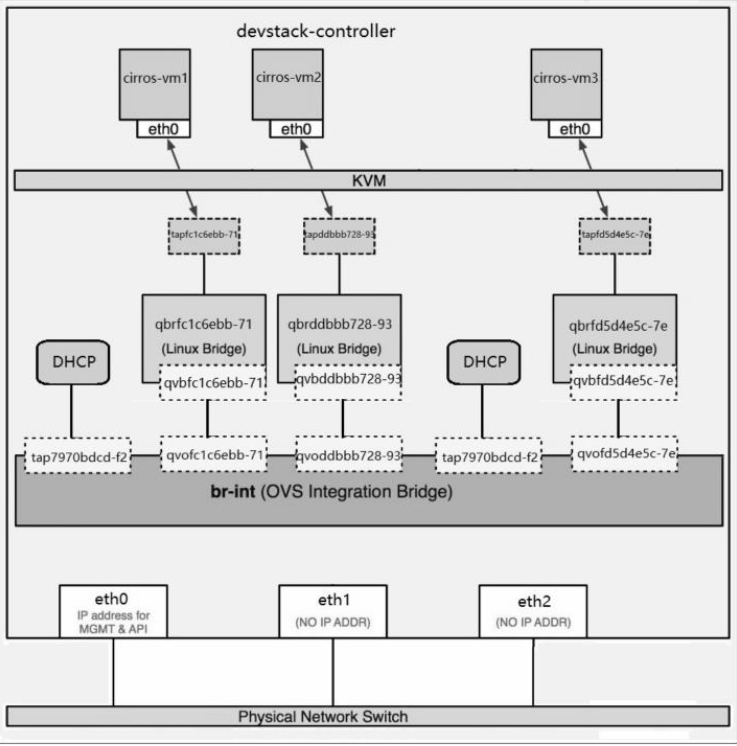 devstack-controller
cirros-vm1
cirros-vm2
cirros-vm3
eth0
eth0
eth0
KVM
tapfc1c6ebb-71
tapddbbb728-93
tapfd5d4e5c-7e
qbrfc1c6ebb-71
(Linux Bridge)
qbrddbbb728-93
(Linux Bridge)
qbrfd5d4e5c-7e
(Linux Bridge)
DHCP
DHCP
qvbfc1c6ebb-71
qvbddbbb728-93
qvbfd5d4e5c-7e
tap7970bdcd-f2
qvofc1c6ebb-71
qvoddbbb728-93
tap7970bdcd-f2
qvofd5d4e5c-7e
br-int (OVS Integration Bridge)
eth0
IP address for
MGMT & API
eth1
(NO IP ADDR)
eth2
(NO IP ADDR)
Physical Network Switch